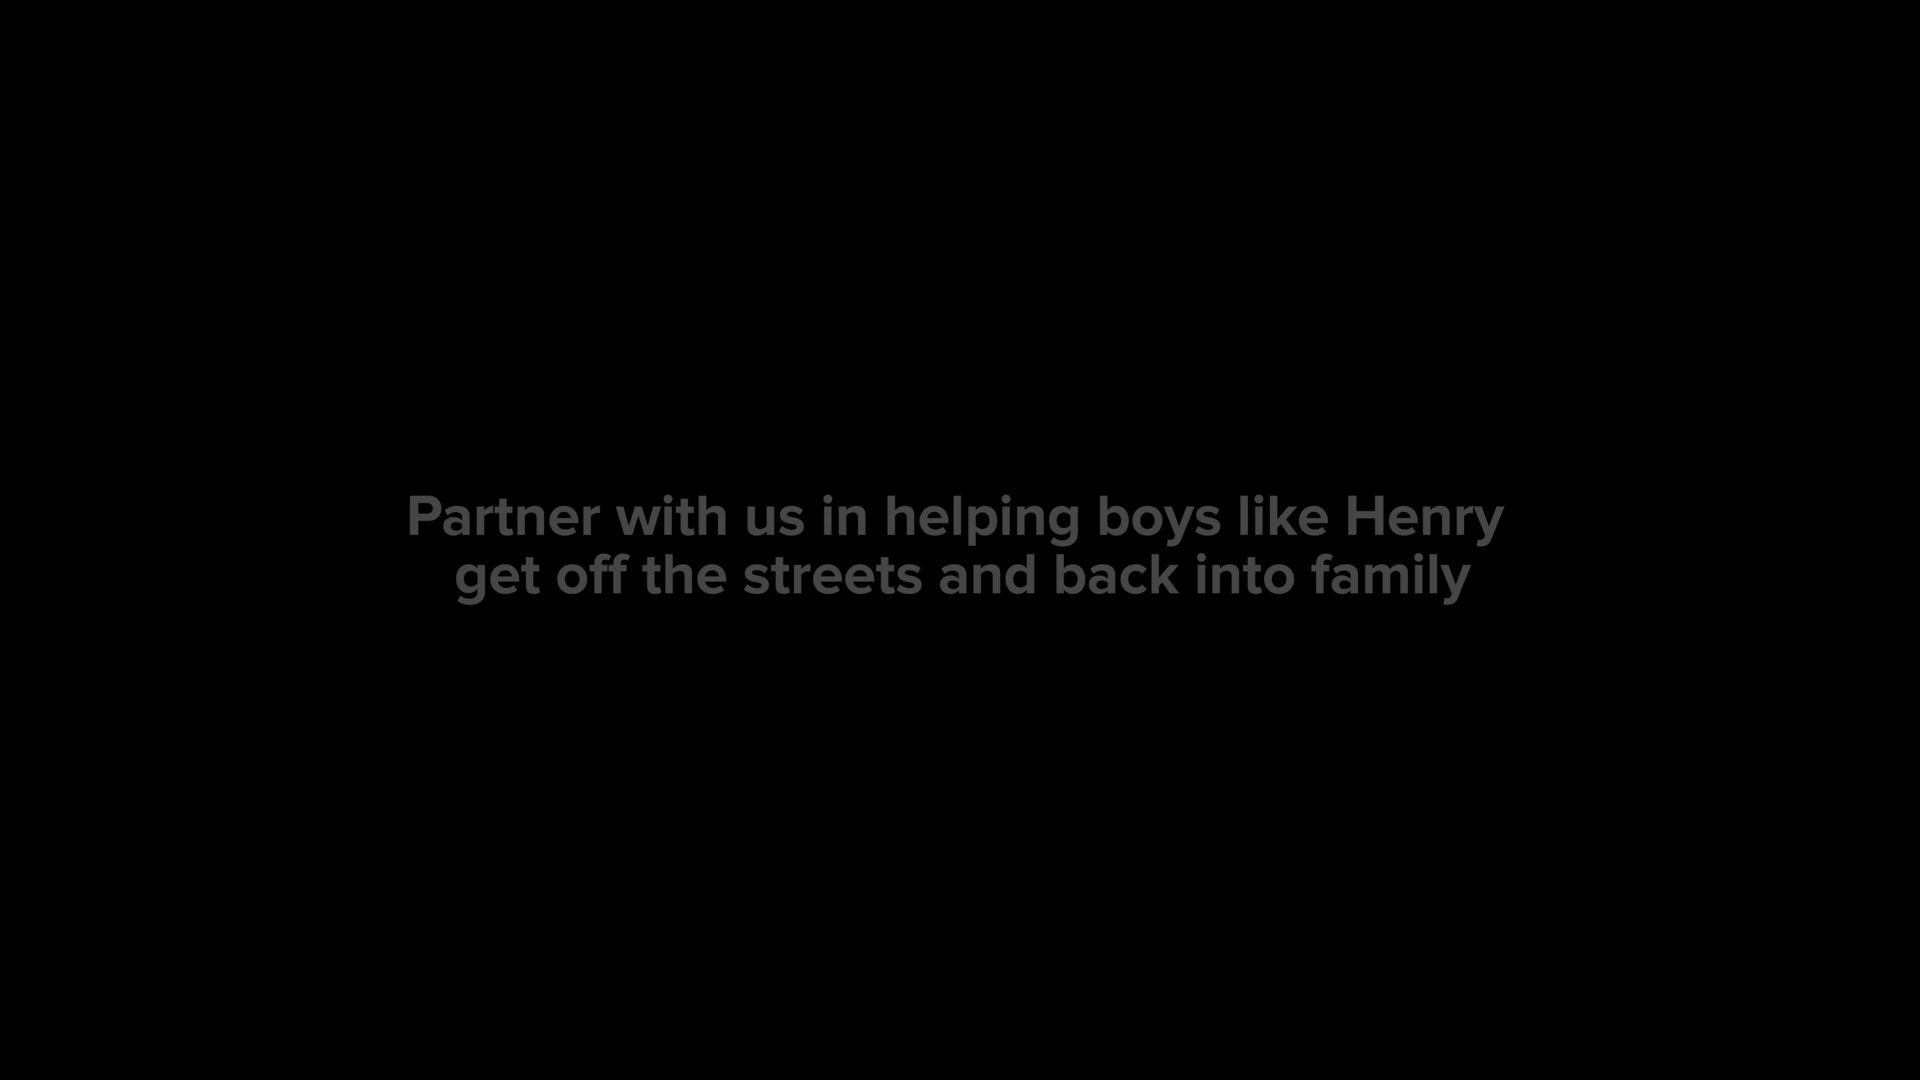 Partner with us in helping boys like Henry
get off the streets and back into family